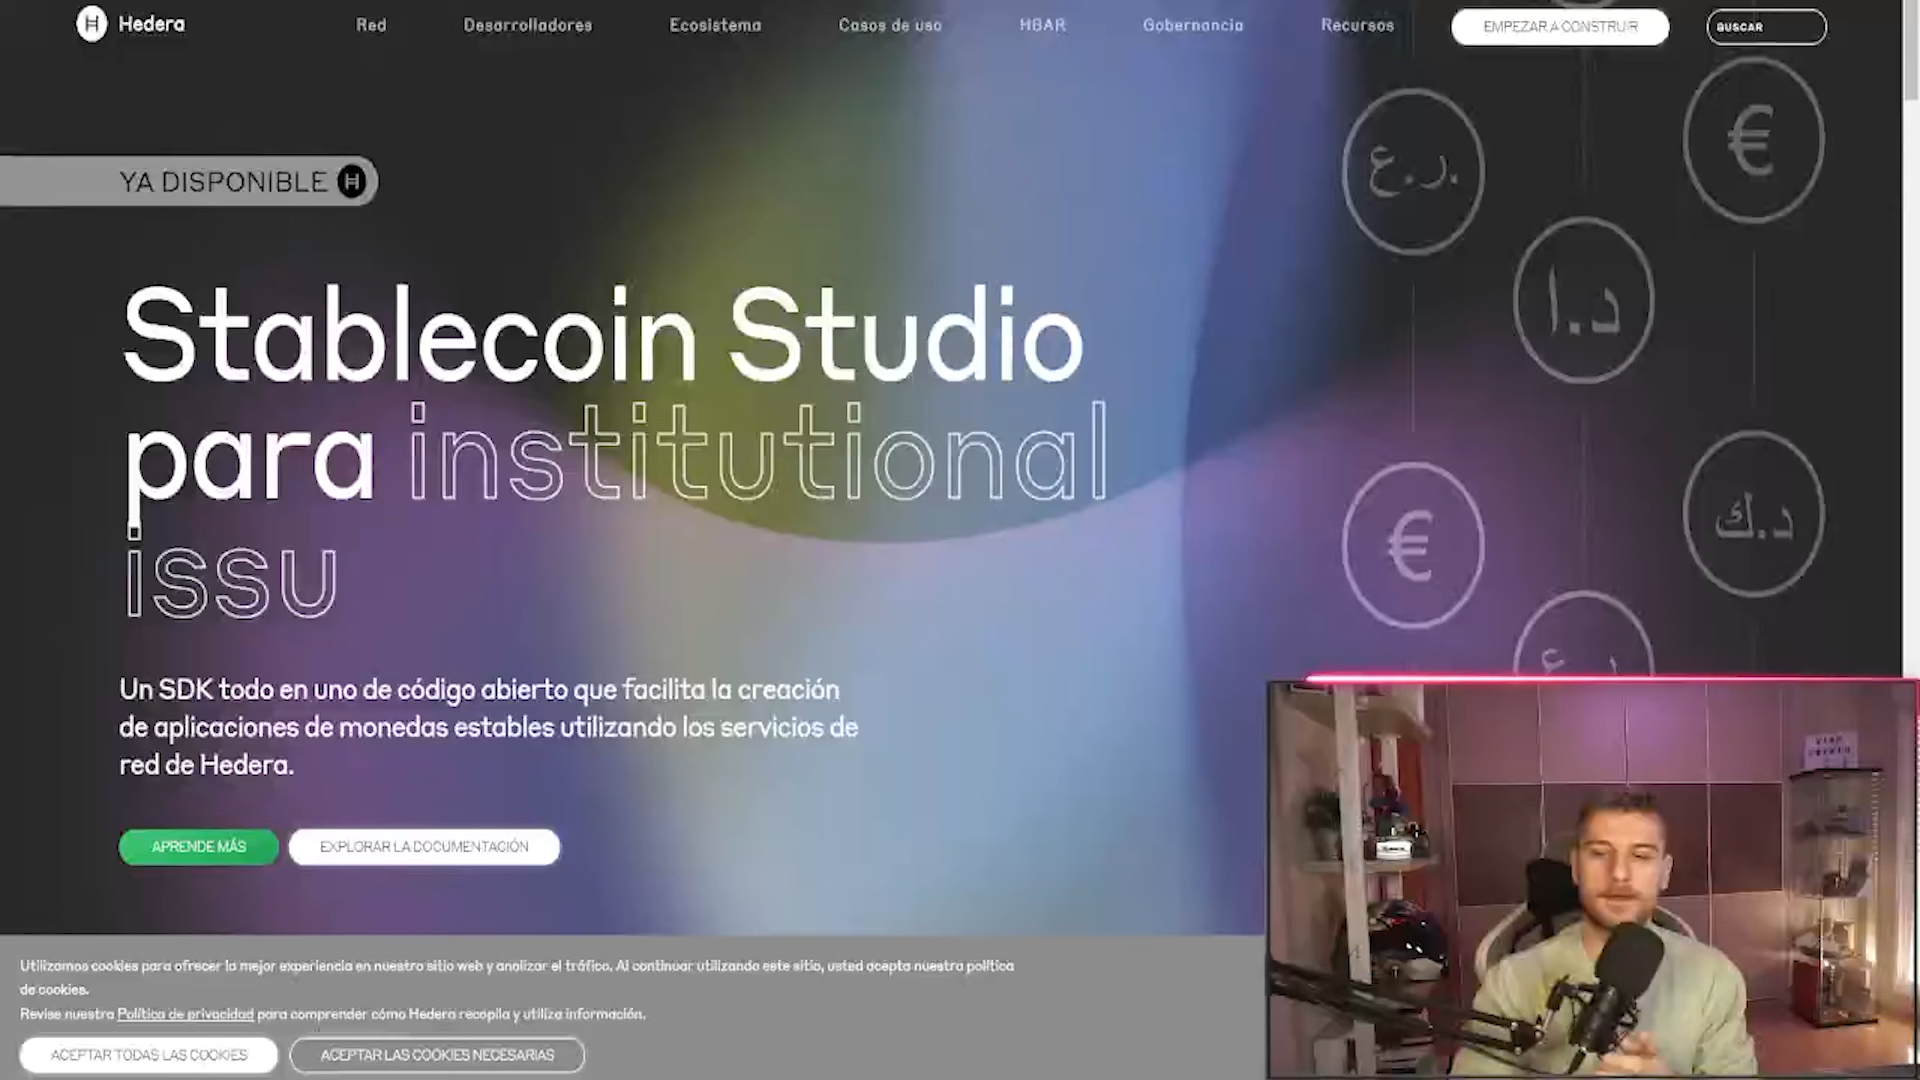 Hedera
Red
Desarrolladores
Ecosistema
Casos de uso
HBAR
Gobernancia
Recursos
EMPEZAR A CONSTRUIR
BUSCAR
YA DISPONIBLE
Stablecoin Studio
para institutional
issu
Un SDK todo en uno de código abierto que facilita la creación
de aplicaciones de monedas estables utilizando los servicios de
red de Hedera.
APRENDE MÁS
EXPLORAR LA DOCUMENTACIÓN
ر.ع.
€
د.ا
€
د.ك
Utilizamos cookies para ofrecer la mejor experiencia en nuestro sitio web y analizar el tráfico. Al continuar utilizando este sitio, usted acepta nuestra política
de cookies.
Revise nuestra Política de privacidad para comprender cómo Hedera recopila y utiliza información.
ACEPTAR TODAS LAS COOKIES
ACEPTAR LAS COOKIES NECESARIAS